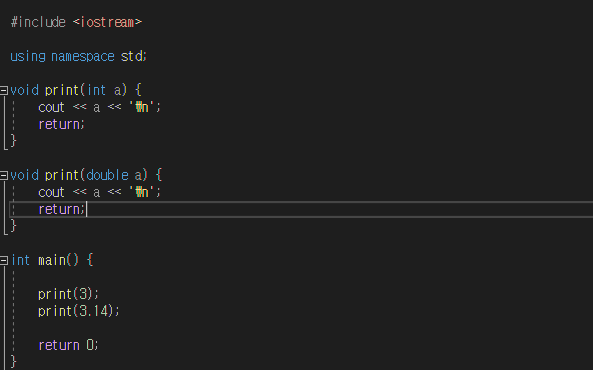 #include <iostream>
using namespace std;
void print(int a) {
cout << a << '₩n';
return;
}
void print(double a) {
cout << a << '₩n';
return;
}
int main() {
print(3);
print(3.14);
return 0;
}